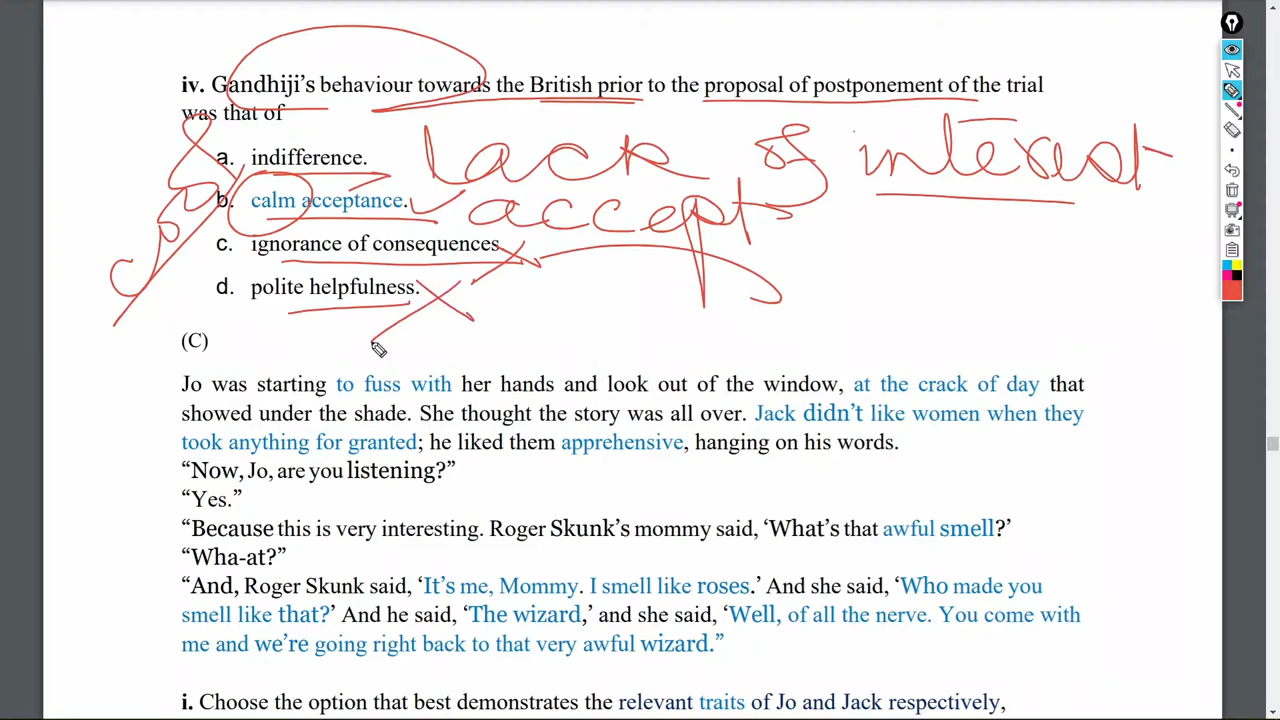 iv. Gandhiji's behaviour towards the British prior to the proposal of postponement of the trial
was that of
a. indifference. lack of interest
b. calm acceptance. accept
c. ignorance of consequences.
d. polite helpfulness.
(C)
Jo was starting to fuss with her hands and look out of the window, at the crack of day that
showed under the shade. She thought the story was all over. Jack didn't like women when they
took anything for granted; he liked them apprehensive, hanging on his words.
“Now, Jo, are you listening?”
“Yes.”
“Because this is very interesting. Roger Skunk's mommy said, ‘What's that awful smell?’
“Wha-at?”
“And, Roger Skunk said, ‘It's me, Mommy. I smell like roses.’ And she said, ‘Who made you
smell like that?’ And he said, ‘The wizard,’ and she said, ‘Well, of all the nerve. You come with
me and we're going right back to that very awful wizard.”
i. Choose the option that best demonstrates the relevant traits of Jo and Jack respectively,